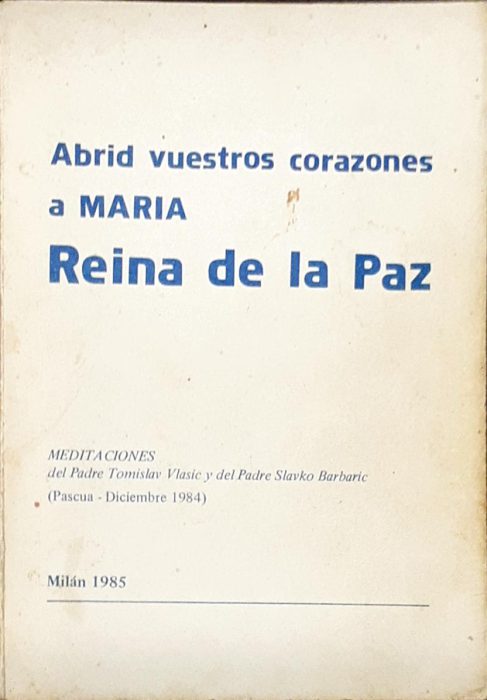 Abrid vuestros corazones
a MARIA
Reina de la Paz
MEDITACIONES
del Padre Tomislav Vlasic y del Padre Slavko Barbaric
(Pascua - Diciembre 1984)
Milán 1985